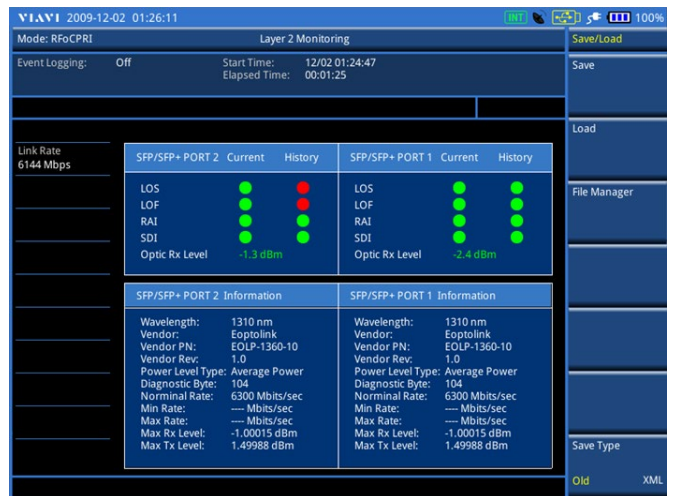 VIAVI 2009-12-02 01:26:11 INT 100%
Mode: RFoCPRI Layer 2 Monitoring Save/Load
Event Logging: Off Start Time: 12/02 01:24:47
Elapsed Time: 00:01:25
Save
Load
File Manager
Save Type
Old XML
Link Rate
6144 Mbps
SFP/SFP+ PORT 2 Current History
LOS
LOF
RAI
SDI
Optic Rx Level -1.3 dBm
SFP/SFP+ PORT 1 Current History
LOS
LOF
RAI
SDI
Optic Rx Level -2.4 dBm
SFP/SFP+ PORT 2 Information
Wavelength: 1310 nm
Vendor: Eoptolink
Vendor PN: EOLP-1360-10
Vendor Rev: 1.0
Power Level Type: Average Power
Diagnostic Byte: 104
Norminal Rate: 6300 Mbits/sec
Min Rate: ---- Mbits/sec
Max Rate: ---- Mbits/sec
Max Rx Level: -1.00015 dBm
Max Tx Level: 1.49988 dBm
SFP/SFP+ PORT 1 Information
Wavelength: 1310 nm
Vendor: Eoptolink
Vendor PN: EOLP-1360-10
Vendor Rev: 1.0
Power Level Type: Average Power
Diagnostic Byte: 104
Norminal Rate: 6300 Mbits/sec
Min Rate: ---- Mbits/sec
Max Rate: ---- Mbits/sec
Max Rx Level: -1.00015 dBm
Max Tx Level: 1.49988 dBm